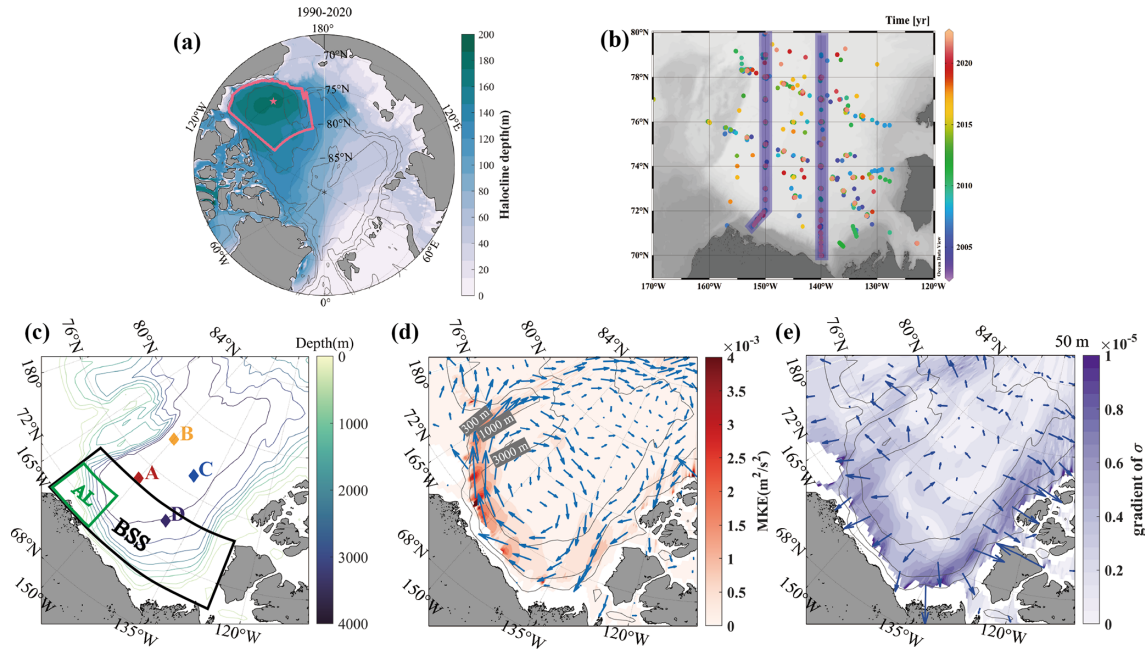 1990-2020
(a)
180°
70°N
75°N
80°N
85°N
120°W
120°E
60°W
60°E
0°
200
180
160
140
120
100
80
60
40
20
0
Halocline depth(m)
(b)
Time [yr]
80°N
78°N
76°N
74°N
72°N
70°N
170°W
160°W
150°W
140°W
130°W
120°W
2020
2015
2010
2005
Ocean Data View
(c)
76°N
80°N
84°N
180°
72°N
165°W
68°N
150°W
135°W
120°W
A
B
C
D
AL
BSS
Depth(m)
0
1000
2000
3000
4000
(d)
76°N
80°N
84°N
180°
72°N
165°W
68°N
150°W
135°W
120°W
300 m
1000 m
3000 m
4 ×10⁻³
3.5
3
2.5
2
1.5
1
0.5
0
MKE(m²/s²)
(e)
76°N
80°N
84°N
180°
72°N
165°W
68°N
150°W
135°W
120°W
50 m
1 ×10⁻⁵
0.8
0.6
0.4
0.2
0
gradient of σ